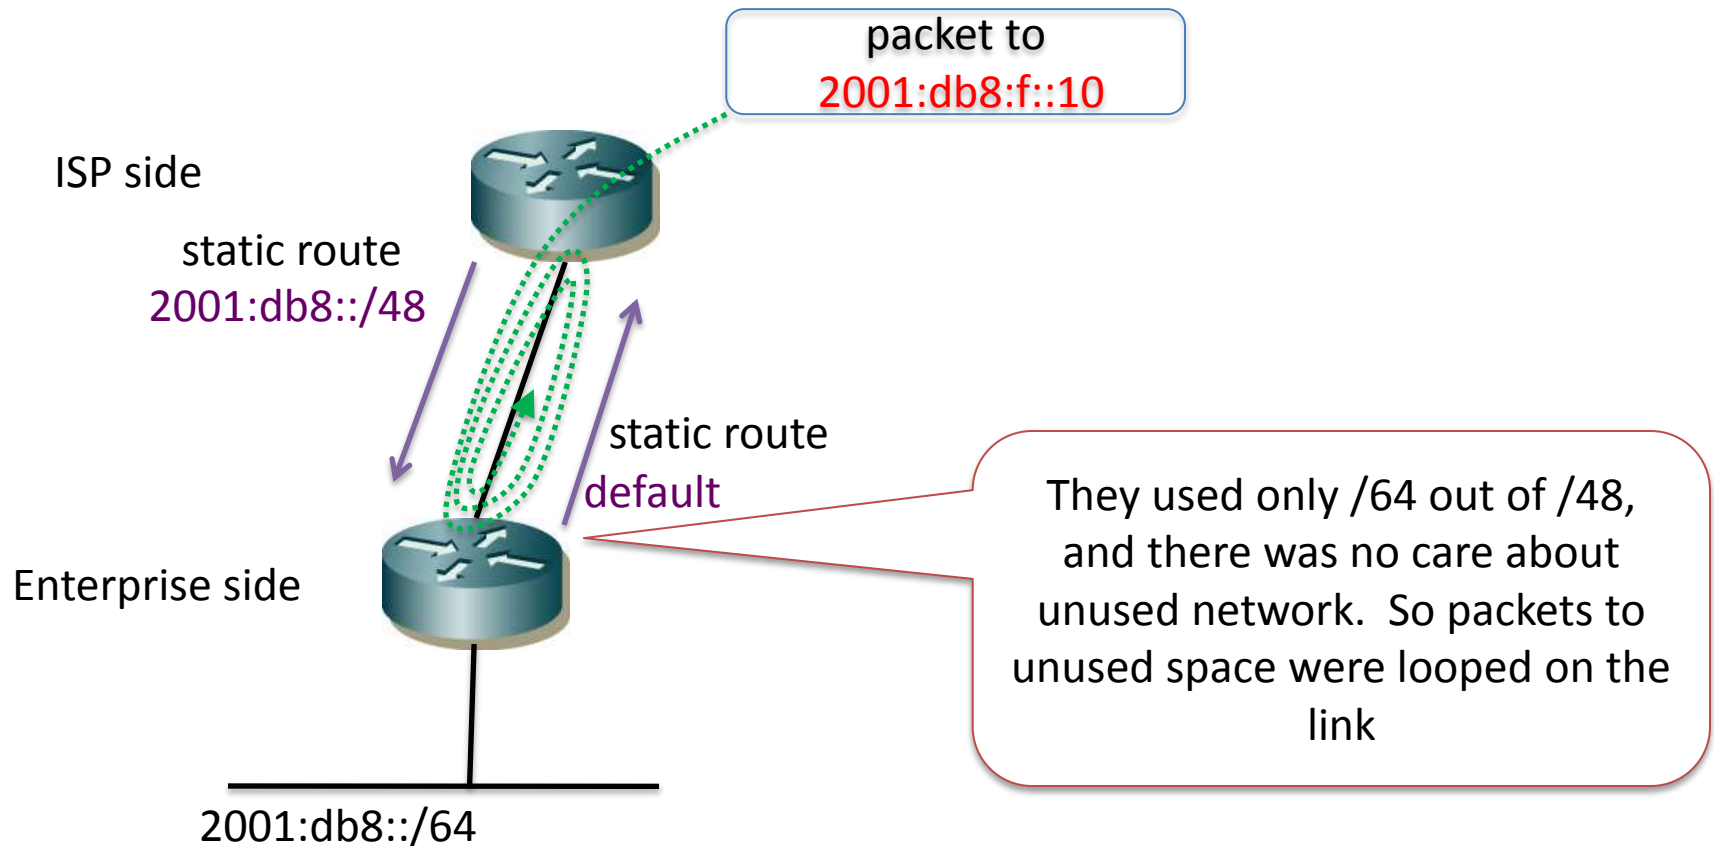 packet to
2001:db8:f::10
ISP side
static route
2001:db8::/48
static route
default
They used only /64 out of /48,
and there was no care about
unused network.  So packets to
unused space were looped on the
link
Enterprise side
2001:db8::/64